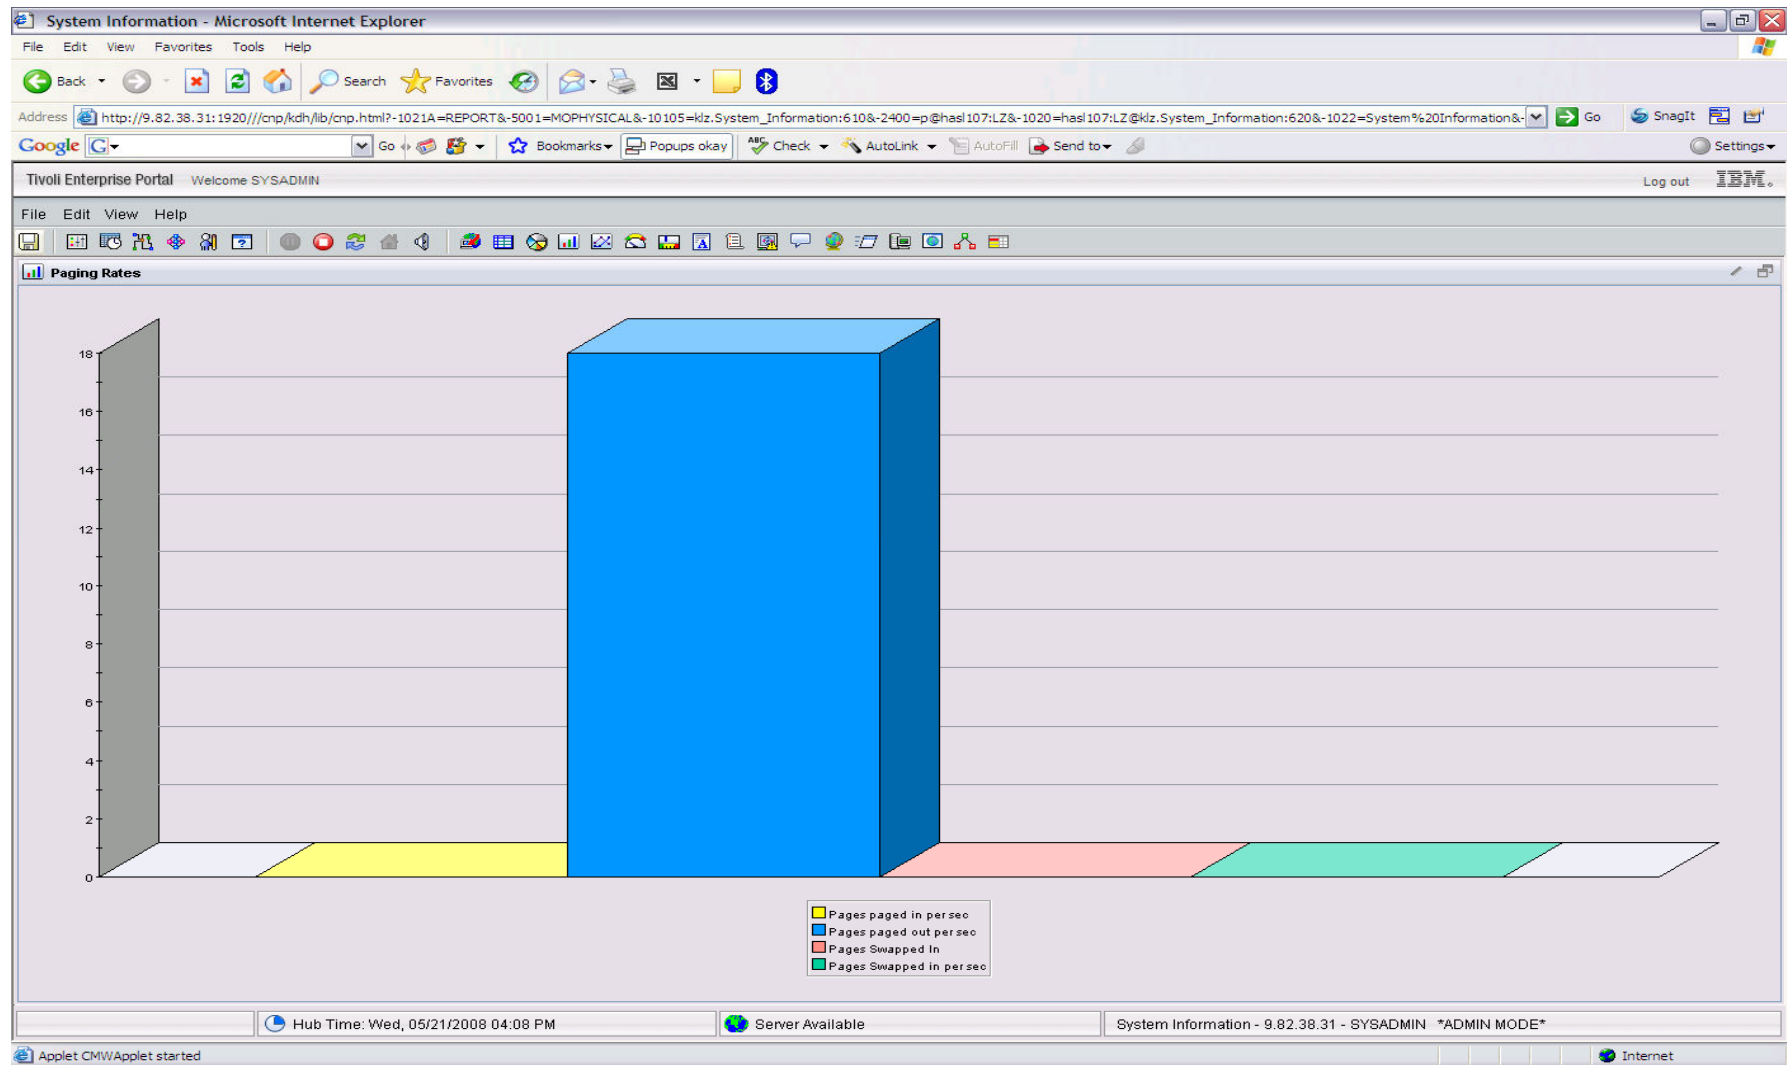 System Information - Microsoft Internet Explorer
File Edit View Favorites Tools Help
Back Search Favorites
Address http://9.82.38.31:1920///cnp/kdh/lib/cnp.html?-1021A=REPORT&-5001=MOPHYSICAL&-10105=klz.System_Information:610&-2400=p@hasl107:LZ&-1020=hasl107:LZ@klz.System_Information:620&-1022=System%20Information&- Go SnagIt
Google G Go Bookmarks Popups okay ABC Check AutoLink AutoFill Send to Settings
Tivoli Enterprise Portal Welcome SYSADMIN Log out IBM.
File Edit View Help
Paging Rates
18
16
14
12
10
8
6
4
2
0
Pages paged in per sec
Pages paged out per sec
Pages Swapped In
Pages Swapped in per sec
Hub Time: Wed, 05/21/2008 04:08 PM Server Available System Information - 9.82.38.31 - SYSADMIN *ADMIN MODE*
Applet CMWApplet started Internet